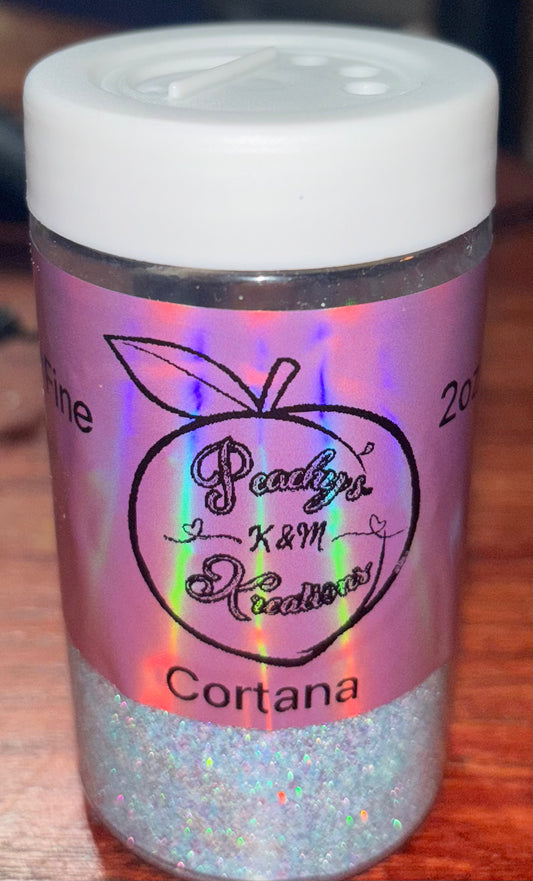 Fine
2oz
Peachy's
K & M
Kreations
Cortana